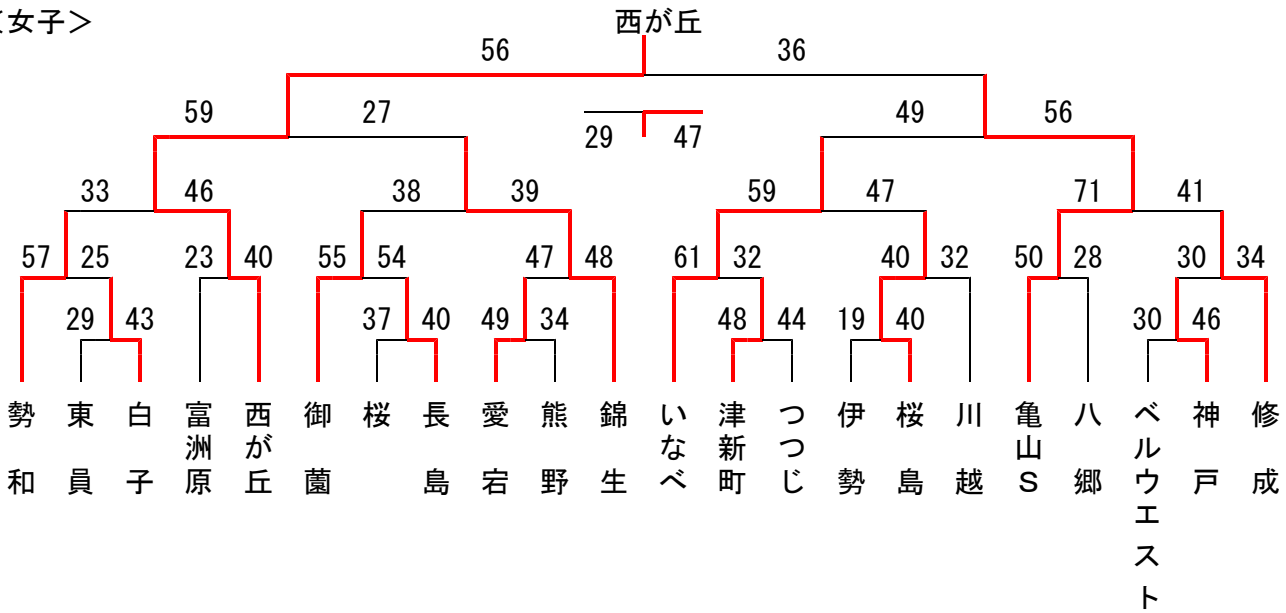 <女子＞
西が丘
56 36
59 27 49 56
29 47
33 46 38 39 59 47 71 41
57 25 23 40 55 54 47 48 61 32 40 32 50 28 30 34
29 43 37 40 49 34 48 44 19 40 30 46
勢和
東員
白子
富洲原
西が丘
御薗
桜
長島
愛宕
熊野
錦生
いなべ
津新町
つつじ
伊勢
桜島
川越
亀山Ｓ
八郷
ベルウエスト
神戸
修成